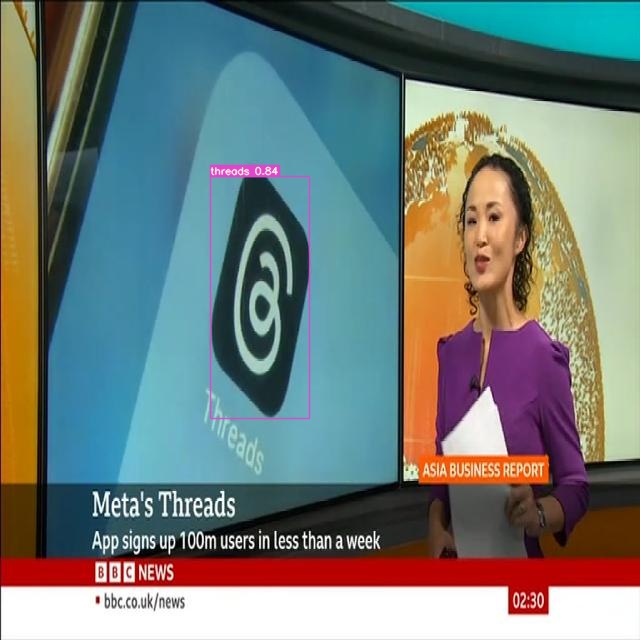 threads 0.84
Threads
ASIA BUSINESS REPORT
Meta's Threads
App signs up 100m users in less than a week
BBC NEWS
bbc.co.uk/news
02:30